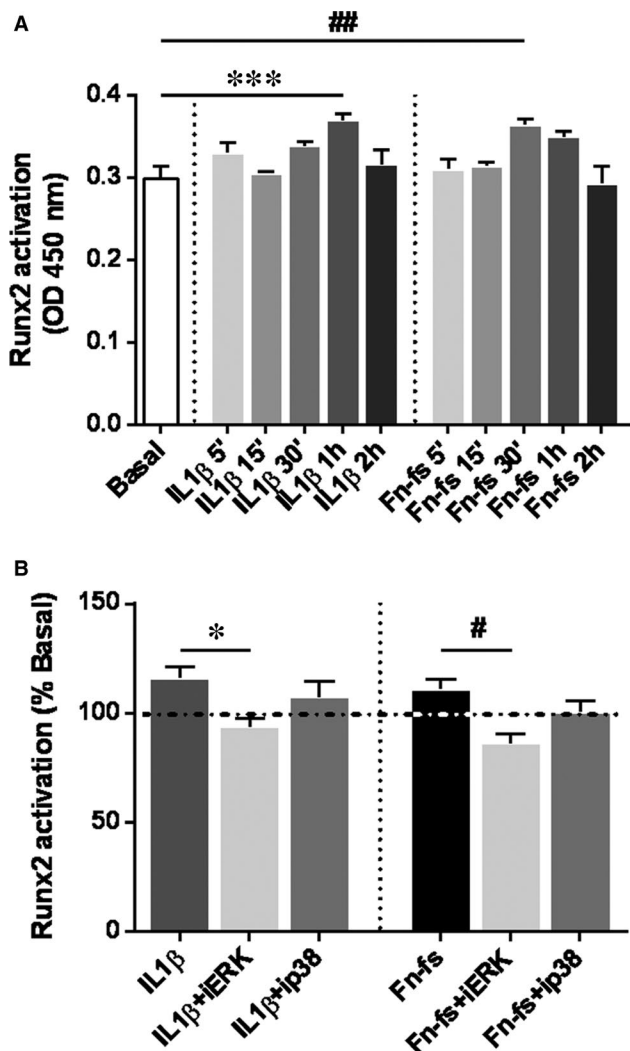 A
##
***
0.4
0.3
0.2
0.1
0.0
Runx2 activation
(OD 450 nm)
Basal
IL1β 5'
IL1β 15'
IL1β 30'
IL1β 1h
IL1β 2h
Fn-fs 5'
Fn-fs 15'
Fn-fs 30'
Fn-fs 1h
Fn-fs 2h
B
150
100
50
0
Runx2 activation (% Basal)
*
#
IL1β
IL1β+iERK
IL1β+ip38
Fn-fs
Fn-fs+iERK
Fn-fs+ip38